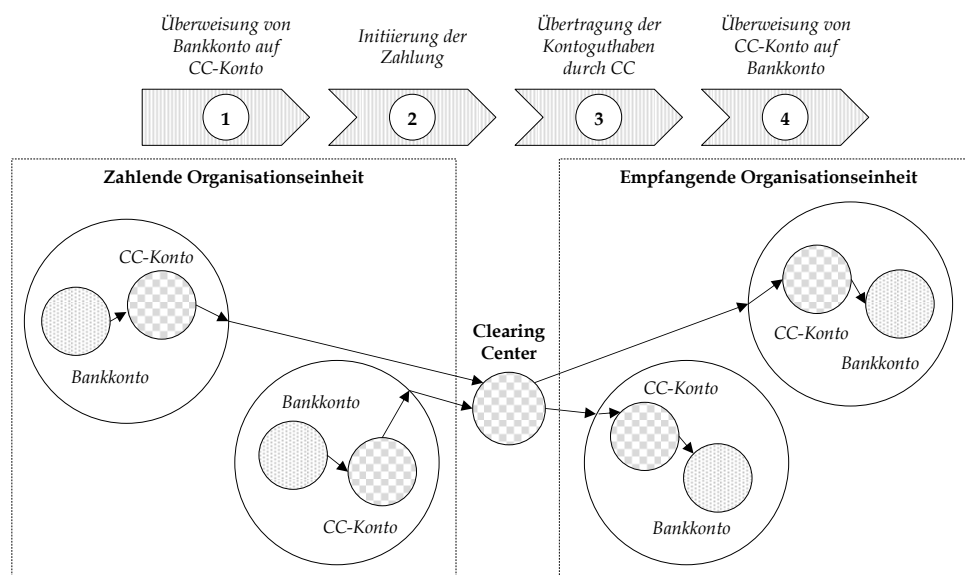 Überweisung von
Bankkonto auf
CC-Konto
Initiierung der
Zahlung
Übertragung der
Kontoguthaben
durch CC
Überweisung von
CC-Konto auf
Bankkonto
1
2
3
4
Zahlende Organisationseinheit
Empfangende Organisationseinheit
CC-Konto
Bankkonto
Bankkonto
CC-Konto
Clearing
Center
CC-Konto
Bankkonto
CC-Konto
Bankkonto